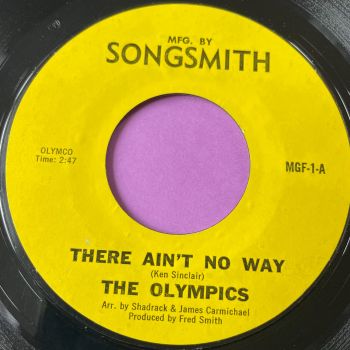 MFG. BY
SONGSMITH
OLYMCO
Time: 2:47
MGF-1-A
THERE AIN'T NO WAY
(Ken Sinclair)
THE OLYMPICS
Arr. by Shadrack & James Carmichael
Produced by Fred Smith